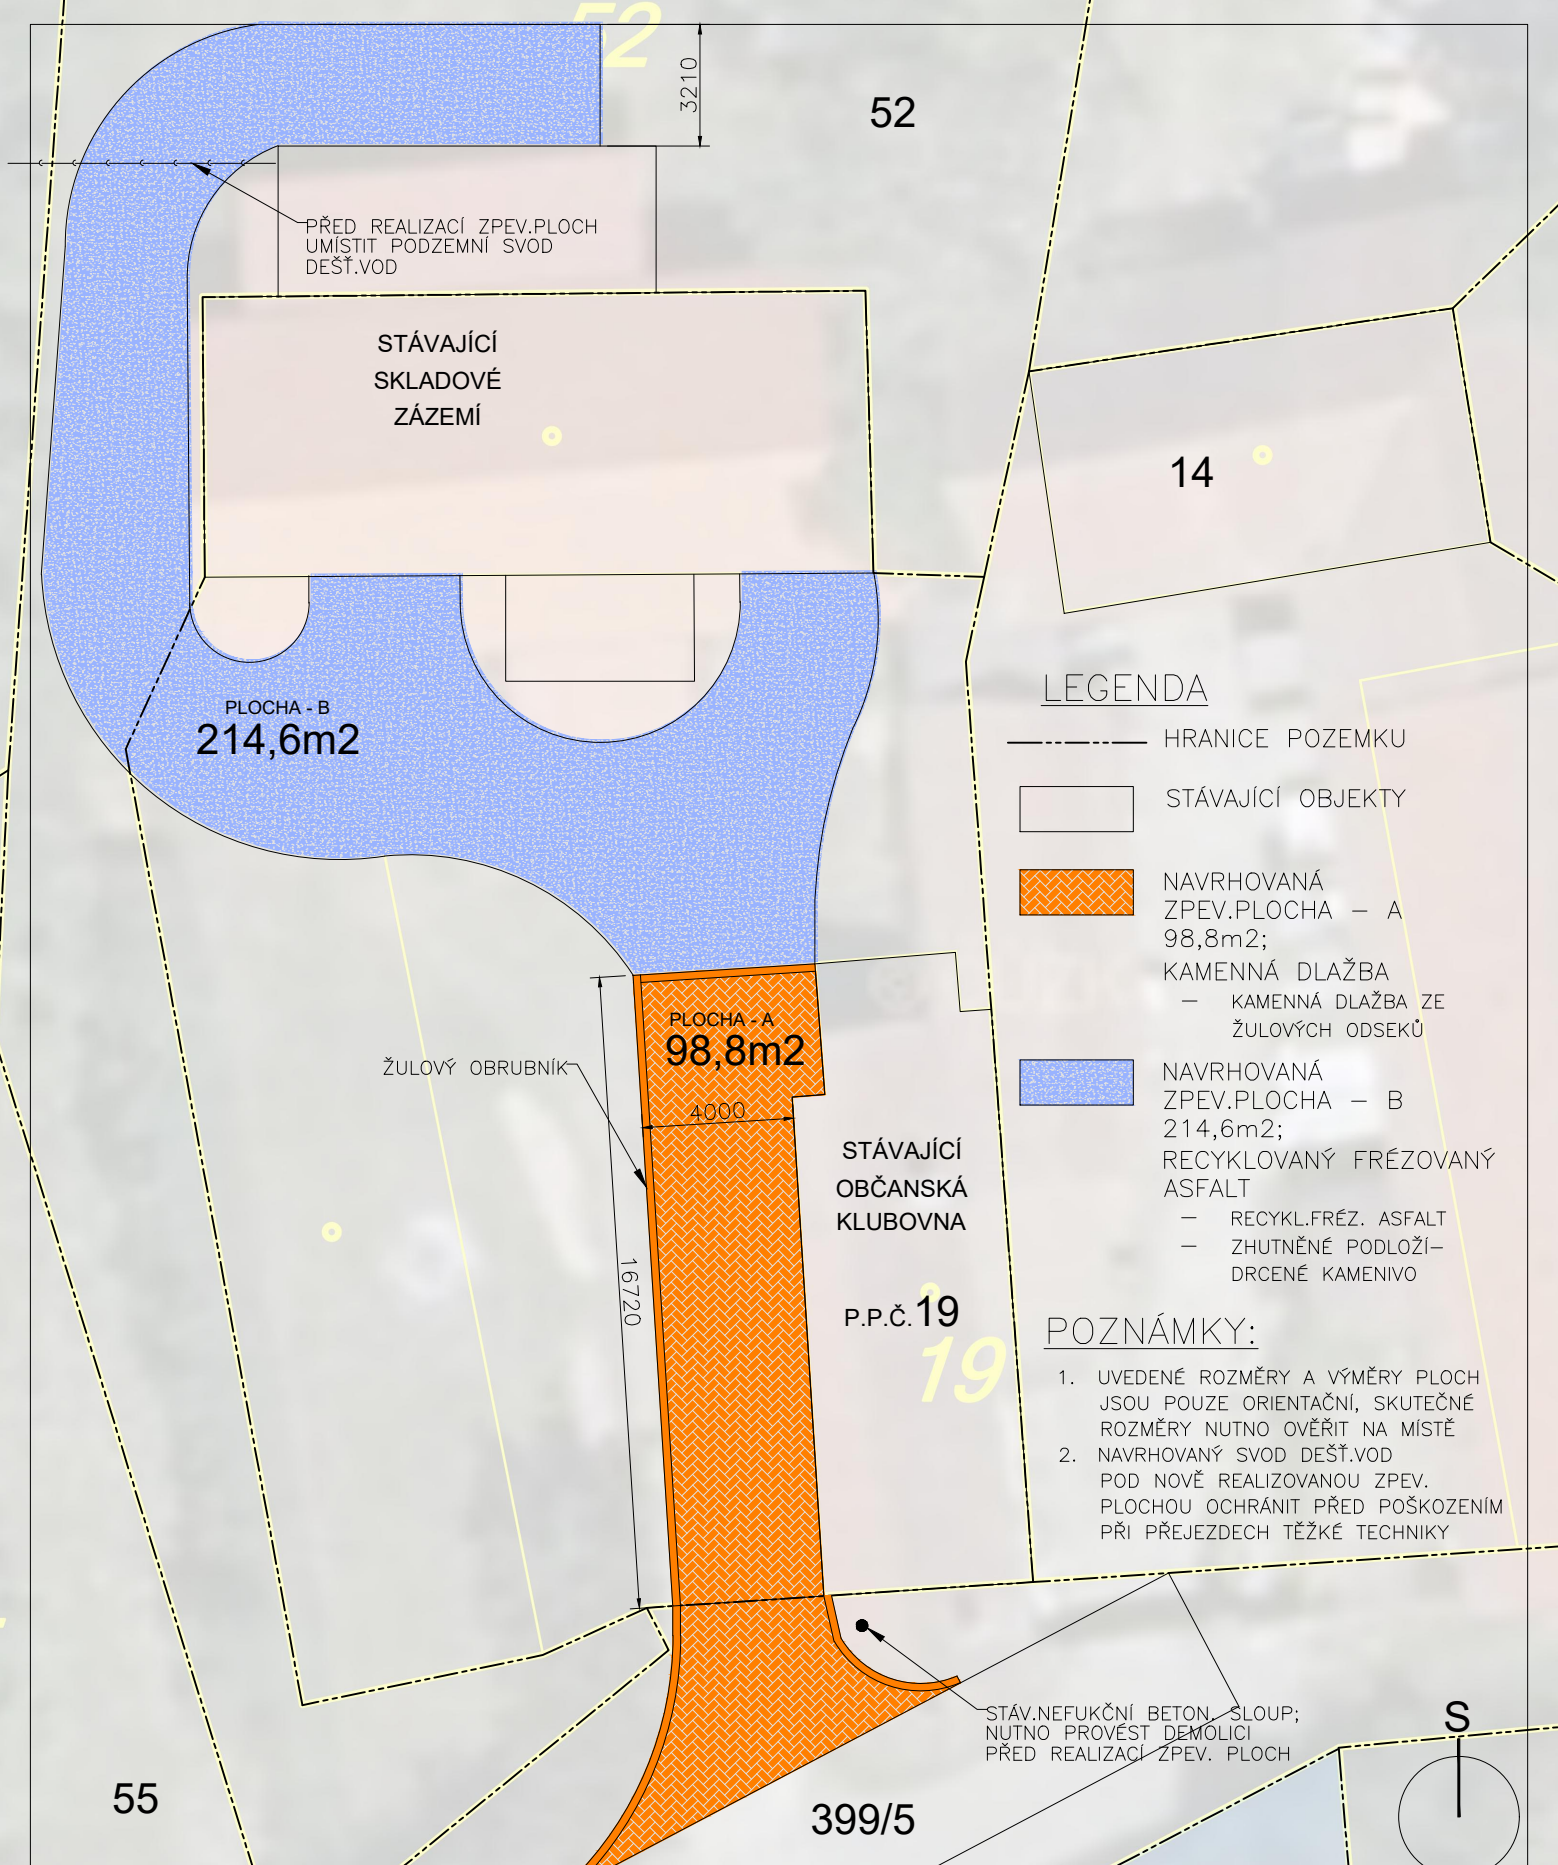 52
3210
52
PŘED REALIZACÍ ZPEV.PLOCH
UMÍSTIT PODZEMNÍ SVOD
DEŠŤ.VOD
STÁVAJÍCÍ
SKLADOVÉ
ZÁZEMÍ
14
PLOCHA - B
214,6m2
LEGENDA
HRANICE POZEMKU
STÁVAJÍCÍ OBJEKTY
NAVRHOVANÁ
ZPEV.PLOCHA – A
98,8m2;
KAMENNÁ DLAŽBA
– KAMENNÁ DLAŽBA ZE
ŽULOVÝCH ODSEKŮ
NAVRHOVANÁ
ZPEV.PLOCHA – B
214,6m2;
RECYKLOVANÝ FRÉZOVANÝ
ASFALT
– RECYKL.FRÉZ. ASFALT
– ZHUTNĚNÉ PODLOŽÍ–
DRCENÉ KAMENIVO
PLOCHA - A
98,8m2
ŽULOVÝ OBRUBNÍK
4000
16720
STÁVAJÍCÍ
OBČANSKÁ
KLUBOVNA
P.P.Č.19
19
POZNÁMKY:
1. UVEDENÉ ROZMĚRY A VÝMĚRY PLOCH
JSOU POUZE ORIENTAČNÍ, SKUTEČNÉ
ROZMĚRY NUTNO OVĚŘIT NA MÍSTĚ
2. NAVRHOVANÝ SVOD DEŠŤ.VOD
POD NOVĚ REALIZOVANOU ZPEV.
PLOCHOU OCHRÁNIT PŘED POŠKOZENÍM
PŘI PŘEJEZDECH TĚŽKÉ TECHNIKY
STÁV.NEFUKČNÍ BETON. SLOUP;
NUTNO PROVÉST DEMOLICI
PŘED REALIZACÍ ZPEV. PLOCH
S
55
399/5